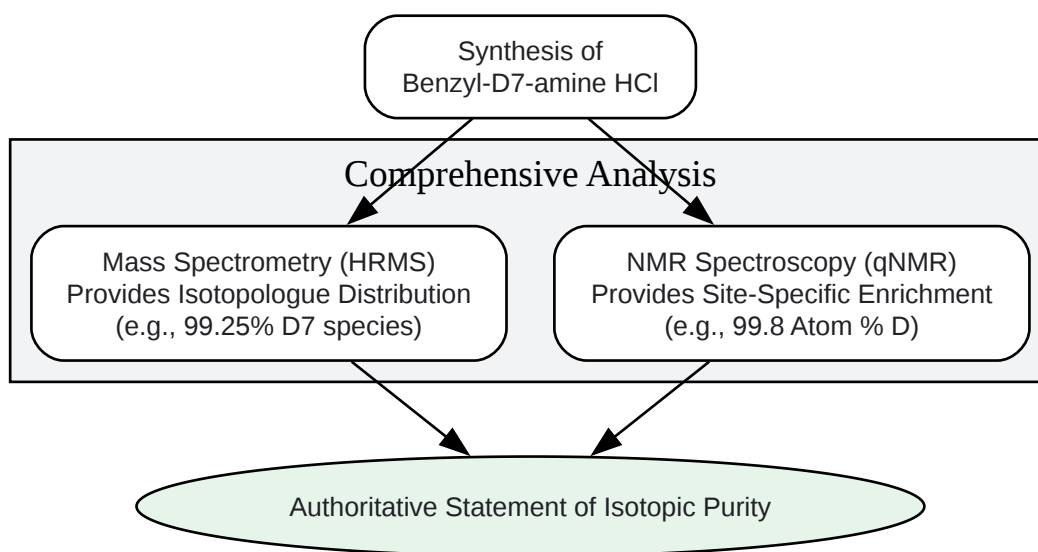 Synthesis of
Benzyl-D7-amine HCl
Comprehensive Analysis
Mass Spectrometry (HRMS)
Provides Isotopologue Distribution
(e.g., 99.25% D7 species)
NMR Spectroscopy (qNMR)
Provides Site-Specific Enrichment
(e.g., 99.8 Atom % D)
Authoritative Statement of Isotopic Purity